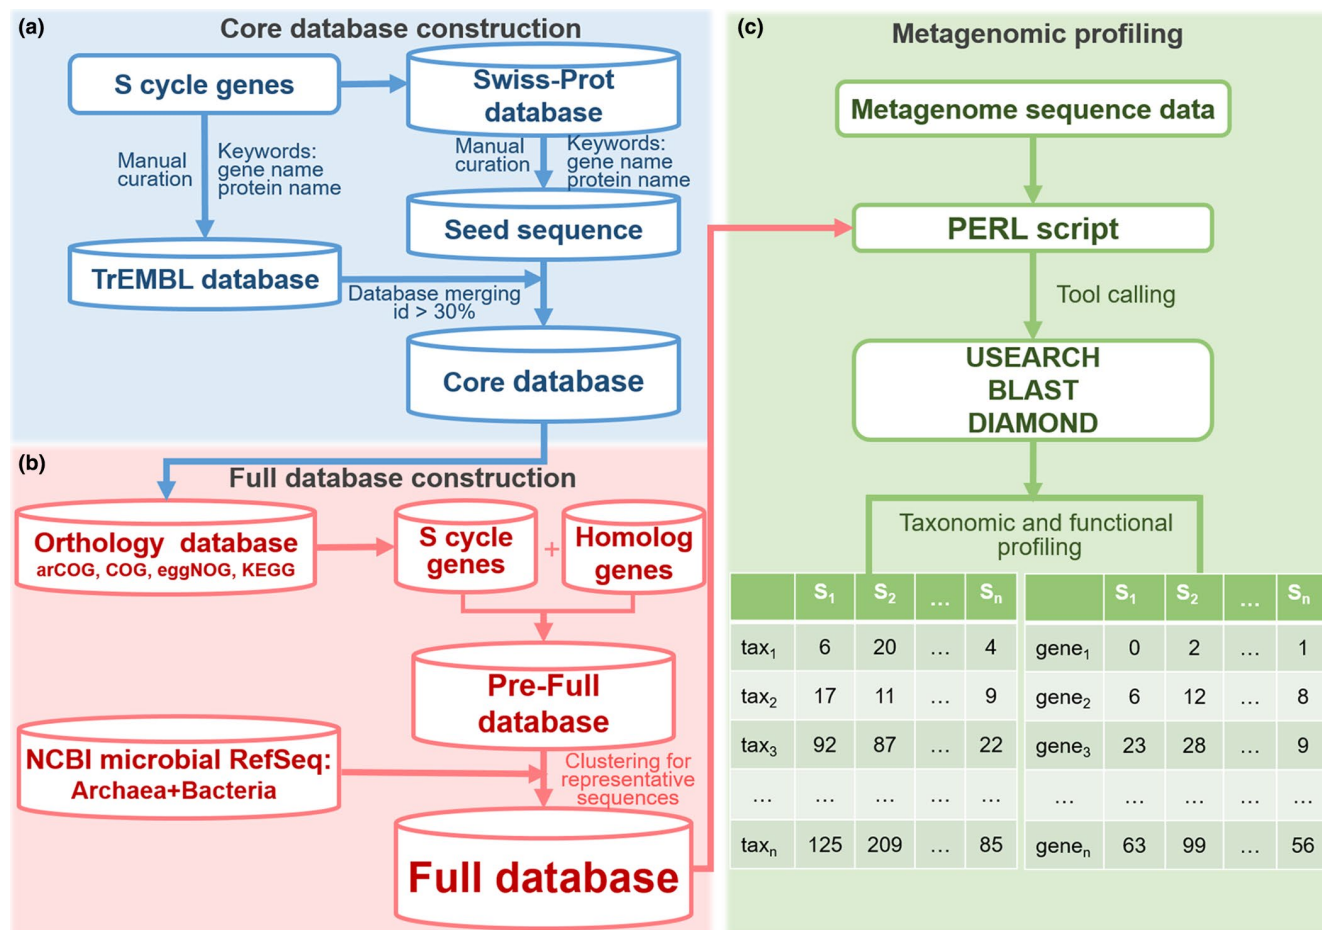 (a)
Core database construction
S cycle genes
Swiss-Prot
database
Manual
curation
Keywords:
gene name
protein name
Manual
curation
Keywords:
gene name
protein name
Seed sequence
TrEMBL database
Database merging
id > 30%
Core database
(b)
Full database construction
Orthology database
arCOG, COG, eggNOG, KEGG
S cycle
genes
+
Homolog
genes
Pre-Full
database
NCBI microbial RefSeq:
Archaea+Bacteria
Clustering for
representative
sequences
Full database
(c)
Metagenomic profiling
Metagenome sequence data
PERL script
Tool calling
USEARCH
BLAST
DIAMOND
Taxonomic and functional
profiling
S1 S2 … Sn
tax1 6 20 … 4
tax2 17 11 … 9
tax3 92 87 … 22
… … … … …
taxn 125 209 … 85
S1 S2 … Sn
gene1 0 2 … 1
gene2 6 12 … 8
gene3 23 28 … 9
… … … … …
genen 63 99 … 56